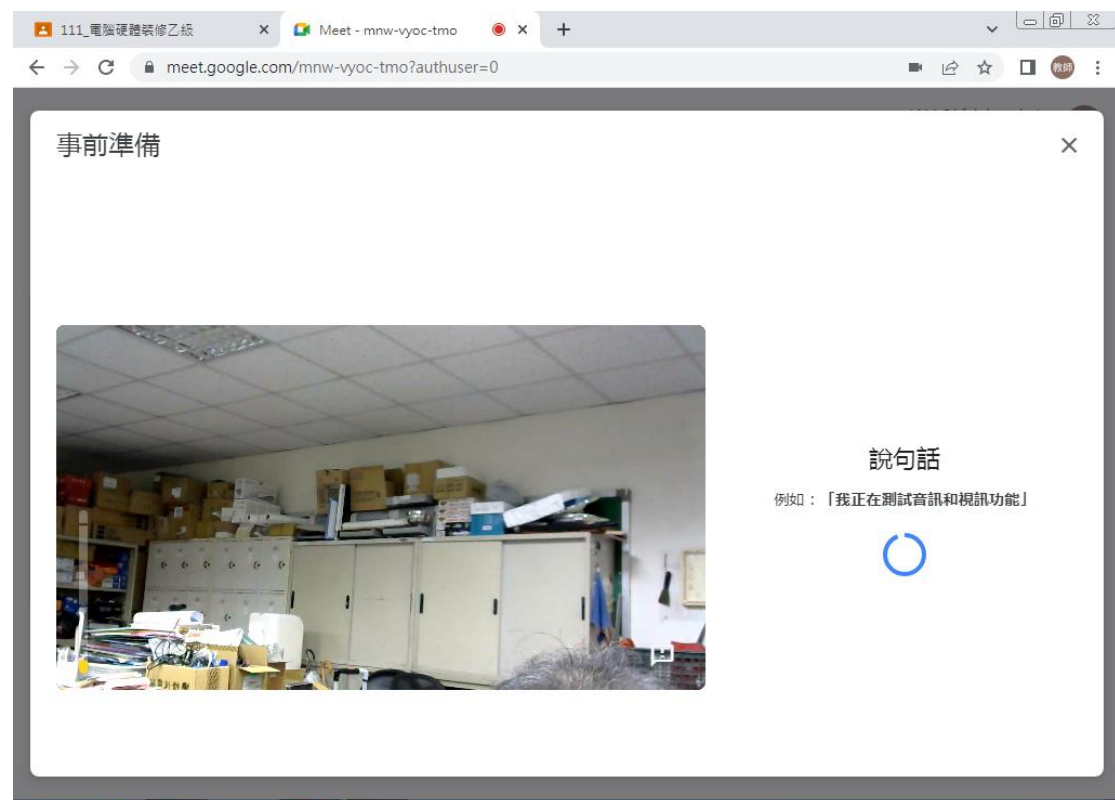 111_電腦硬體裝修乙級
Meet - mnw-vyoc-tmo
meet.google.com/mnw-vyoc-tmo?authuser=0
教師
事前準備
說句話
例如：「我正在測試音訊和視訊功能」